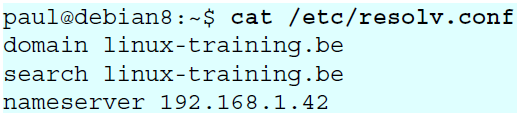 paul@debian8:~$ cat /etc/resolv.conf
domain linux-training.be
search linux-training.be
nameserver 192.168.1.42